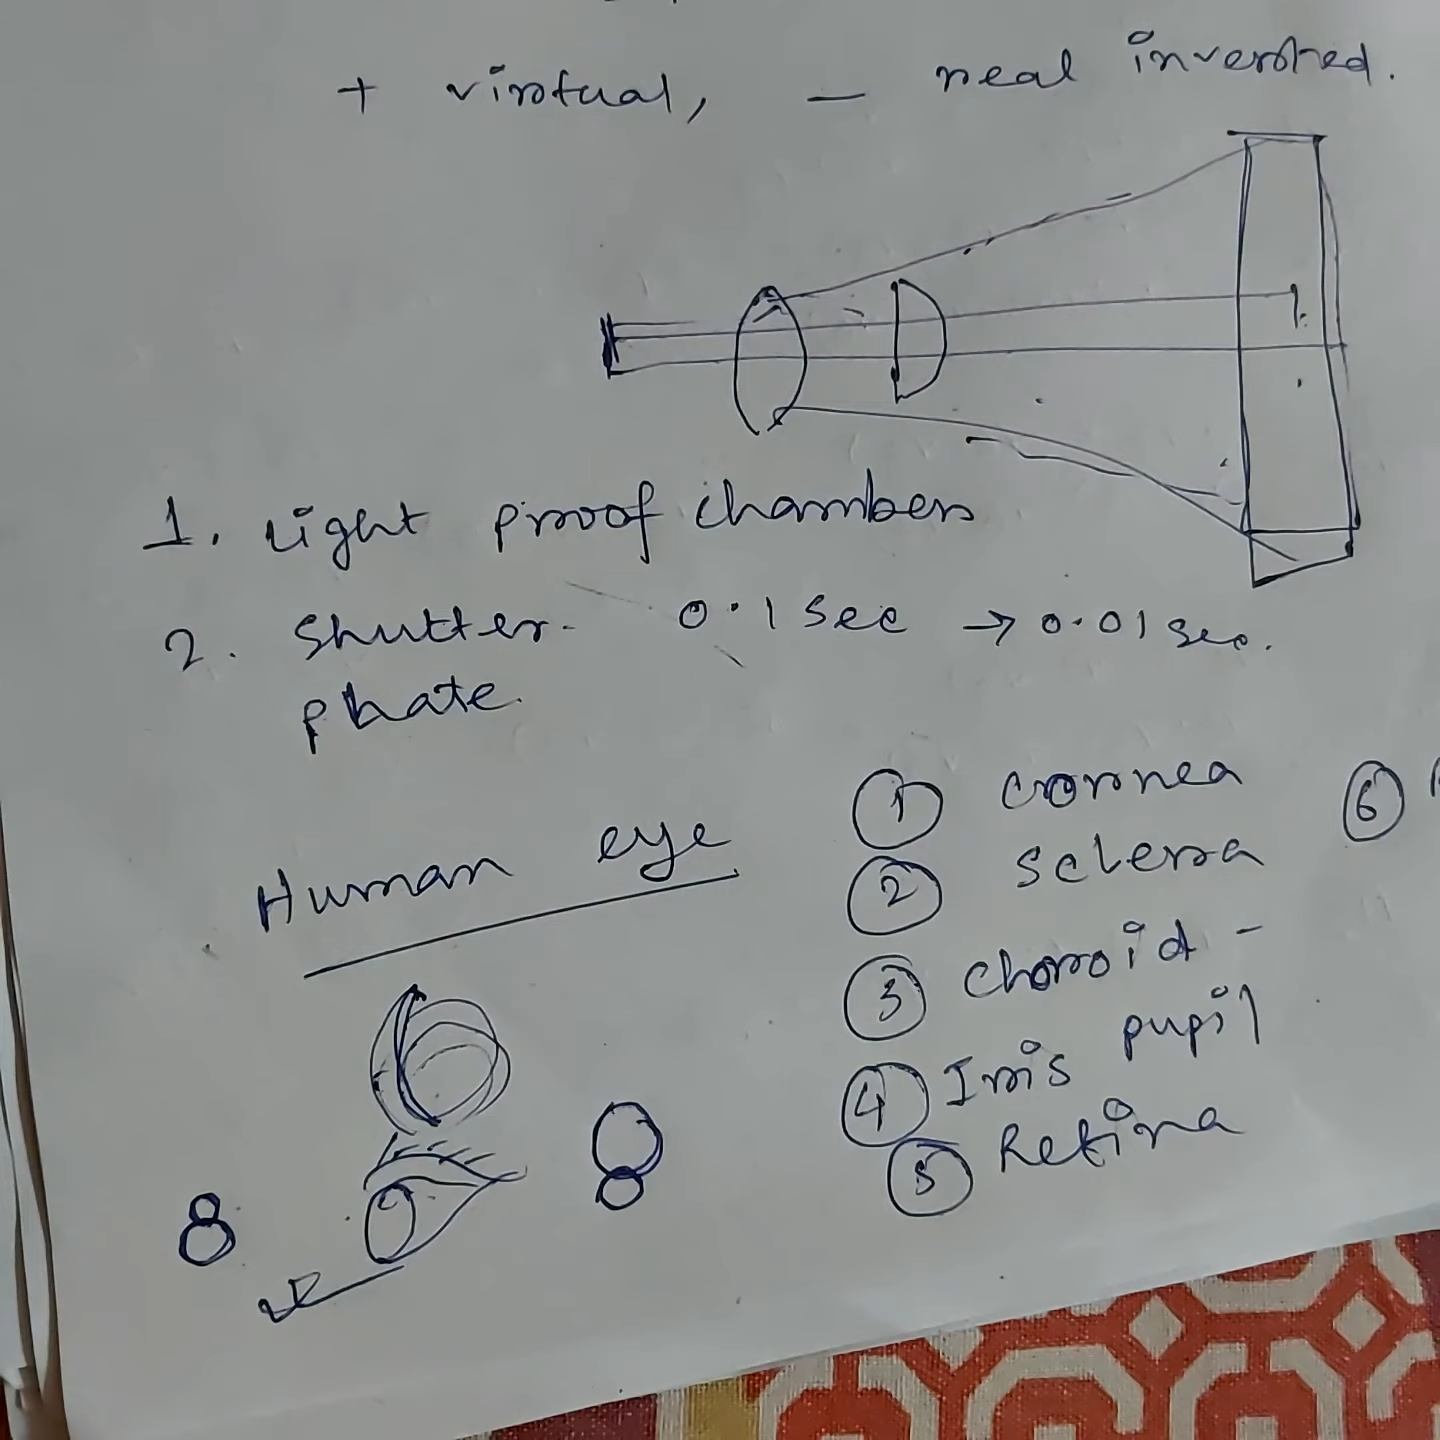 + virtual, - real inverted.
1. Light proof chamber
2. Shutter - 0.1 sec → 0.01 sec.
plate.
Human eye
① cornea
② sclera
③ choroid -
④ Iris pupil
⑤ Retina
⑥
8
8